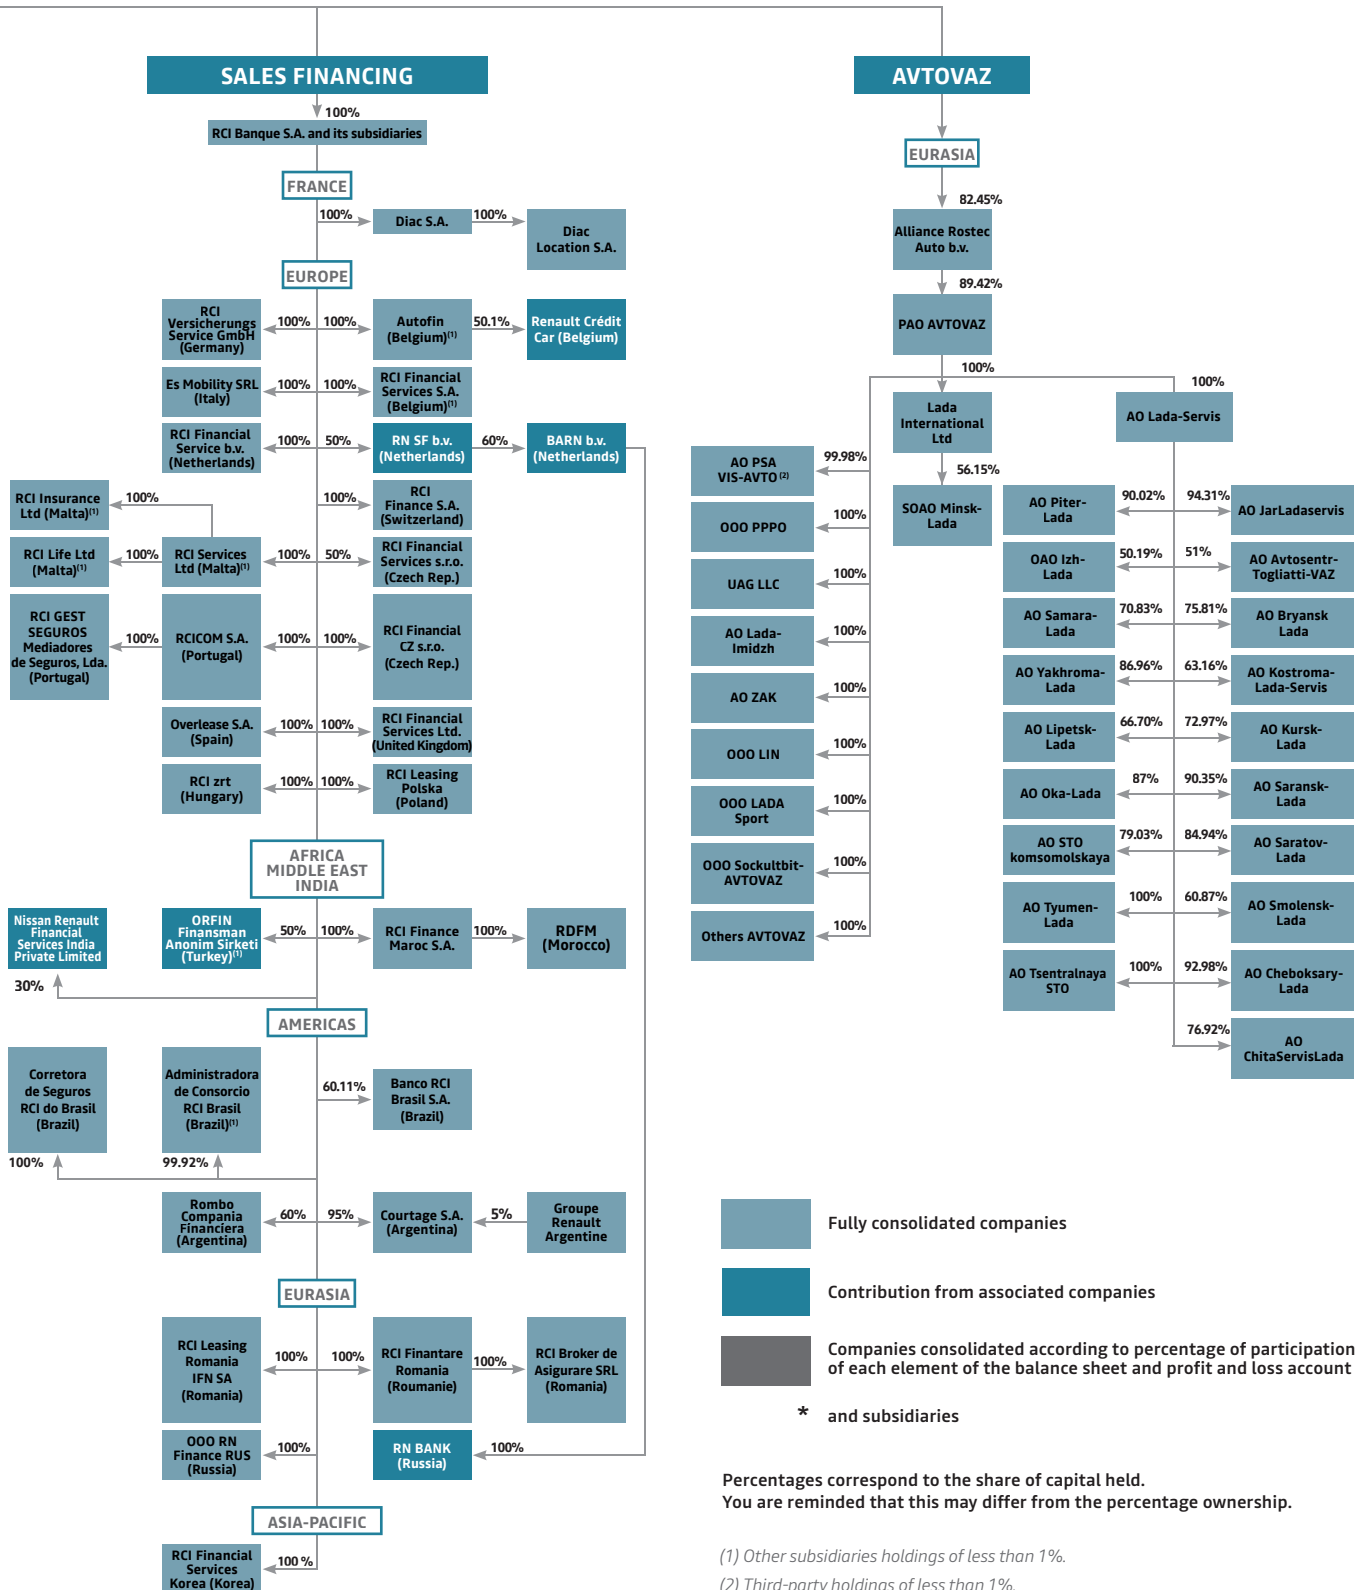 SALES FINANCING
100%
RCI Banque S.A. and its subsidiaries
FRANCE
100%
Diac S.A.
100%
Diac
Location S.A.
EUROPE
RCI
Versicherungs
Service GmbH
(Germany)
100%
100%
Autofin
(Belgium)(1)
50.1%
Renault Crédit
Car (Belgium)
Es Mobility SRL
(Italy)
100%
100%
RCI Financial
Services S.A.
(Belgium)(1)
RCI Financial
Service b.v.
(Netherlands)
100%
50%
RN SF b.v.
(Netherlands)
60%
BARN b.v.
(Netherlands)
RCI Insurance
Ltd (Malta)(1)
100%
100%
RCI
Finance S.A.
(Switzerland)
RCI Life Ltd
(Malta)(1)
100%
RCI Services
Ltd (Malta)(1)
100%
50%
RCI Financial
Services s.r.o.
(Czech Rep.)
RCI GEST
SEGUROS
Mediadores
de Seguros, Lda.
(Portugal)
100%
RCICOM S.A.
(Portugal)
100%
100%
RCI Financial
CZ s.r.o.
(Czech Rep.)
Overlease S.A.
(Spain)
100%
100%
RCI Financial
Services Ltd.
(United Kingdom)
RCI zrt
(Hungary)
100%
100%
RCI Leasing
Polska
(Poland)
AFRICA
MIDDLE EAST
INDIA
Nissan Renault
Financial
Services India
Private Limited
30%
ORFIN
Finansman
Anonim Sirketi
(Turkey)(1)
50%
100%
RCI Finance
Maroc S.A.
100%
RDFM
(Morocco)
AMERICAS
Corretora
de Seguros
RCI do Brasil
(Brazil)
100%
Administradora
de Consorcio
RCI Brasil
(Brazil)(1)
99.92%
60.11%
Banco RCI
Brasil S.A.
(Brazil)
Rombo
Compania
Financiera
(Argentina)
60%
95%
Courtage S.A.
(Argentina)
5%
Groupe
Renault
Argentine
EURASIA
RCI Leasing
Romania
IFN SA
(Romania)
100%
100%
RCI Finantare
Romania
(Roumanie)
100%
RCI Broker de
Asigurare SRL
(Romania)
OOO RN
Finance RUS
(Russia)
100%
RN BANK
(Russia)
100%
ASIA-PACIFIC
RCI Financial
Services
Korea (Korea)
100 %
AVTOVAZ
EURASIA
82.45%
Alliance Rostec
Auto b.v.
89.42%
PAO AVTOVAZ
100%
100%
Lada
International
Ltd
AO Lada-Servis
56.15%
SOAO Minsk-
Lada
AO PSA
VIS-AVTO (2)
99.98%
OOO PPPO
100%
UAG LLC
100%
AO Lada-
Imidzh
100%
AO ZAK
100%
OOO LIN
100%
OOO LADA
Sport
100%
OOO Sockultbit-
AVTOVAZ
100%
Others AVTOVAZ
100%
AO Piter-
Lada
90.02%
94.31%
AO JarLadaservis
OAO Izh-
Lada
50.19%
51%
AO Avtosentr-
Togliatti-VAZ
AO Samara-
Lada
70.83%
75.81%
AO Bryansk
Lada
AO Yakhroma-
Lada
86.96%
63.16%
AO Kostroma-
Lada-Servis
AO Lipetsk-
Lada
66.70%
72.97%
AO Kursk-
Lada
AO Oka-Lada
87%
90.35%
AO Saransk-
Lada
AO STO
komsomolskaya
79.03%
84.94%
AO Saratov-
Lada
AO Tyumen-
Lada
100%
60.87%
AO Smolensk-
Lada
AO Tsentralnaya
STO
100%
92.98%
AO Cheboksary-
Lada
76.92%
AO
ChitaServisLada
Fully consolidated companies
Contribution from associated companies
Companies consolidated according to percentage of participation
of each element of the balance sheet and profit and loss account
* and subsidiaries
Percentages correspond to the share of capital held.
You are reminded that this may differ from the percentage ownership.
(1) Other subsidiaries holdings of less than 1%.
(2) Third-party holdings of less than 1%.